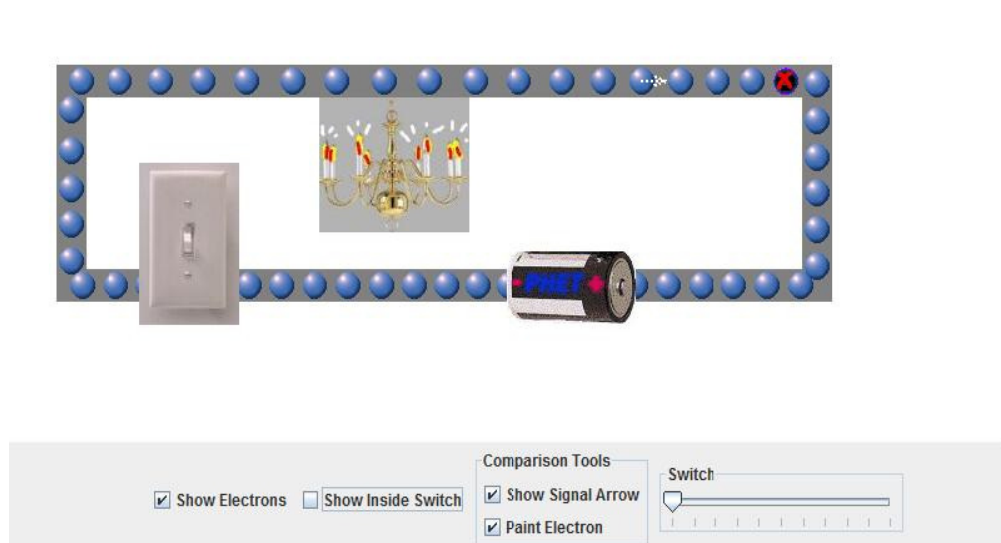 - PHET +
Comparison Tools
Switch
Show Electrons
Show Inside Switch
Show Signal Arrow
Paint Electron